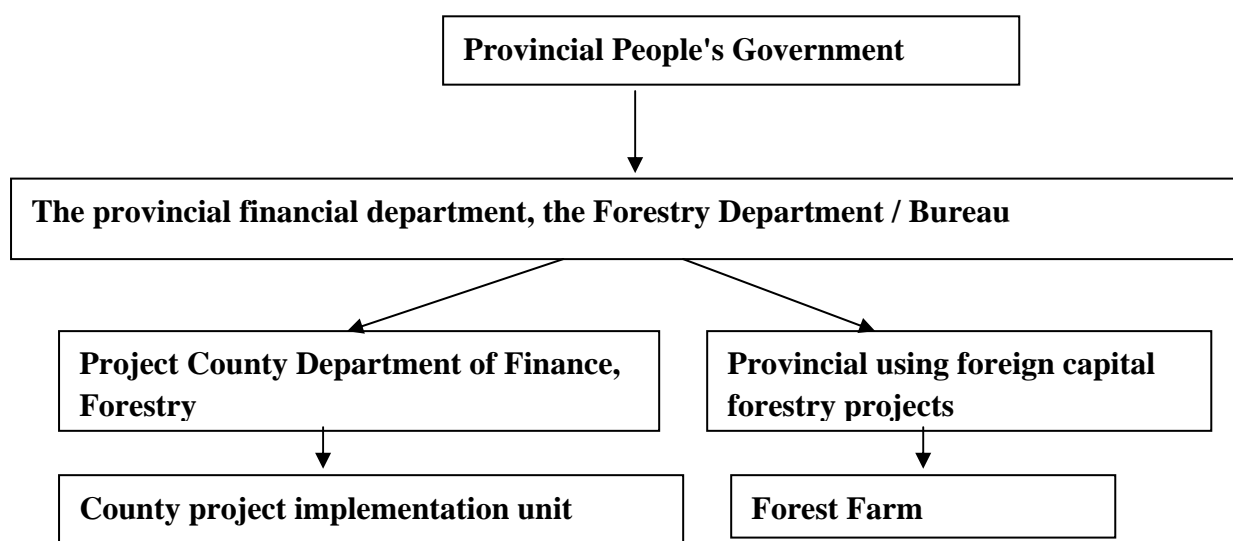 Provincial People's Government
The provincial financial department, the Forestry Department / Bureau
Project County Department of Finance,
Forestry
Provincial using foreign capital
forestry projects
County project implementation unit
Forest Farm